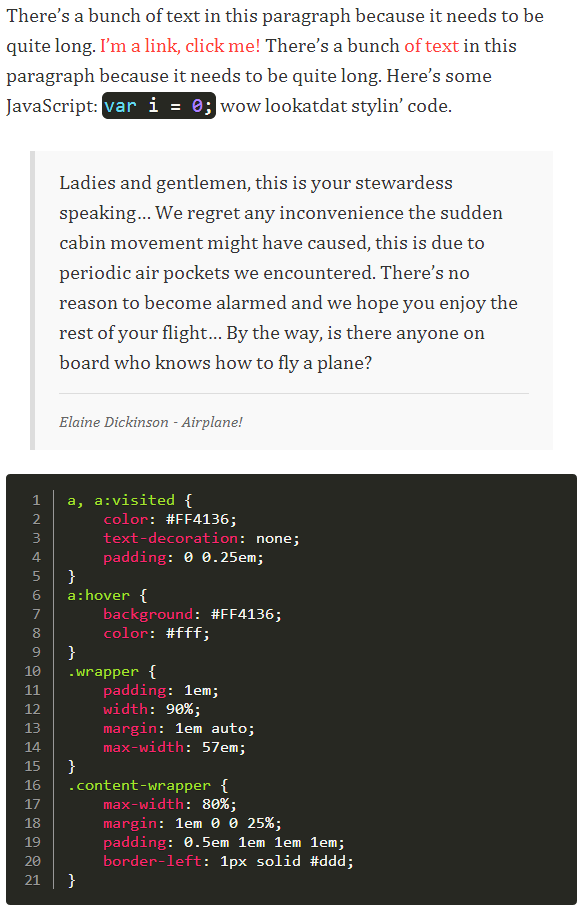 There’s a bunch of text in this paragraph because it needs to be
quite long. I’m a link, click me! There’s a bunch of text in this
paragraph because it needs to be quite long. Here’s some
JavaScript: var i = 0; wow lookatdat stylin’ code.
Ladies and gentlemen, this is your stewardess
speaking… We regret any inconvenience the sudden
cabin movement might have caused, this is due to
periodic air pockets we encountered. There’s no
reason to become alarmed and we hope you enjoy the
rest of your flight… By the way, is there anyone on
board who knows how to fly a plane?
Elaine Dickinson - Airplane!
1 a, a:visited {
2     color: #FF4136;
3     text-decoration: none;
4     padding: 0 0.25em;
5 }
6 a:hover {
7     background: #FF4136;
8     color: #fff;
9 }
10 .wrapper {
11     padding: 1em;
12     width: 90%;
13     margin: 1em auto;
14     max-width: 57em;
15 }
16 .content-wrapper {
17     max-width: 80%;
18     margin: 1em 0 0 25%;
19     padding: 0.5em 1em 1em 1em;
20     border-left: 1px solid #ddd;
21 }